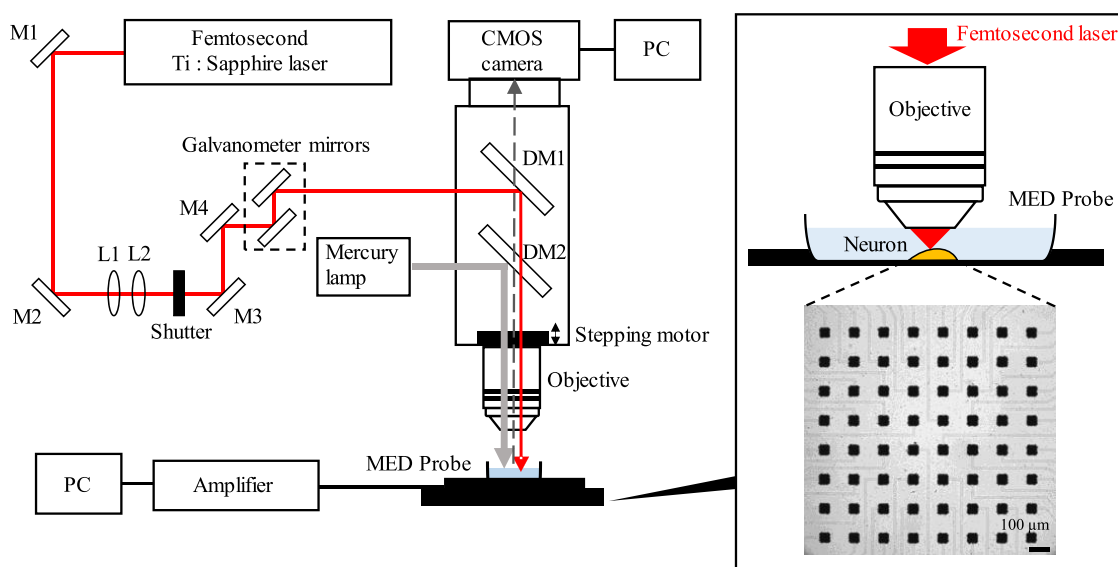 M1
Femtosecond
Ti : Sapphire laser
CMOS
camera
PC
Galvanometer mirrors
DM1
M4
DM2
Mercury
lamp
L1
L2
M2
Shutter
M3
Stepping motor
Objective
MED Probe
PC
Amplifier
Femtosecond laser
Objective
MED Probe
Neuron
100 μm